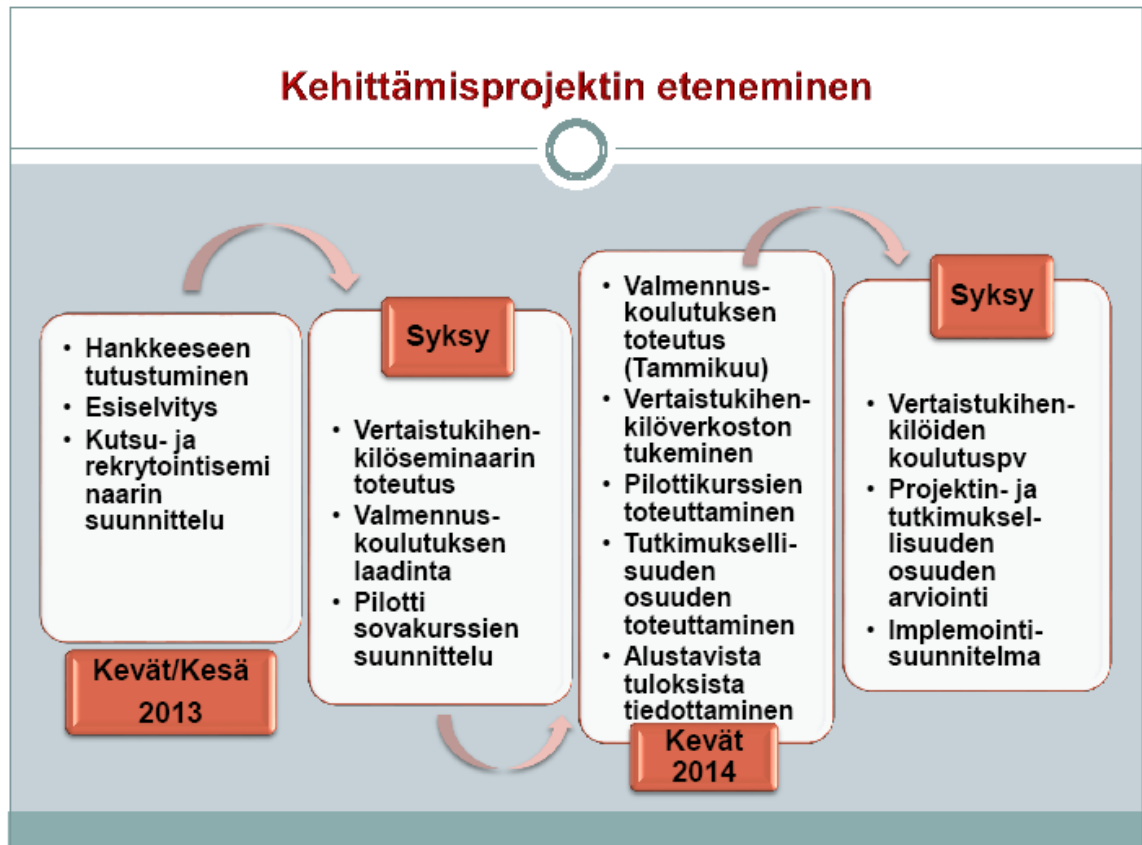 Kehittämisprojektin eteneminen
• Hankkeeseen
tutustuminen
• Esiselvitys
• Kutsu- ja
rekrytointisemi
naarin
suunnittelu
Kevät/Kesä
2013
Syksy
• Vertaistukihen-
kilöseminaarin
toteutus
• Valmennus-
koulutuksen
laadinta
• Pilotti
sovakurssien
suunnittelu
• Valmennus-
koulutuksen
toteutus
(Tammikuu)
• Vertaistukihen-
kilöverkoston
tukeminen
• Pilottikurssien
toteuttaminen
• Tutkimukselli-
suuden
osuuden
toteuttaminen
• Alustavista
tuloksista
tiedottaminen
Kevät
2014
Syksy
• Vertaistukihen-
kilöiden
koulutuspv
• Projektin- ja
tutkimuksel-
lisuuden
osuuden
arviointi
• Implemointi-
suunnitelma